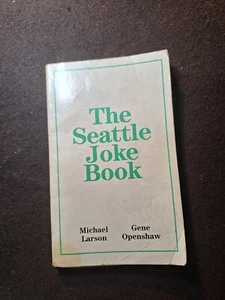 The
Seattle
Joke
Book
Michael
Larson
Gene
Openshaw